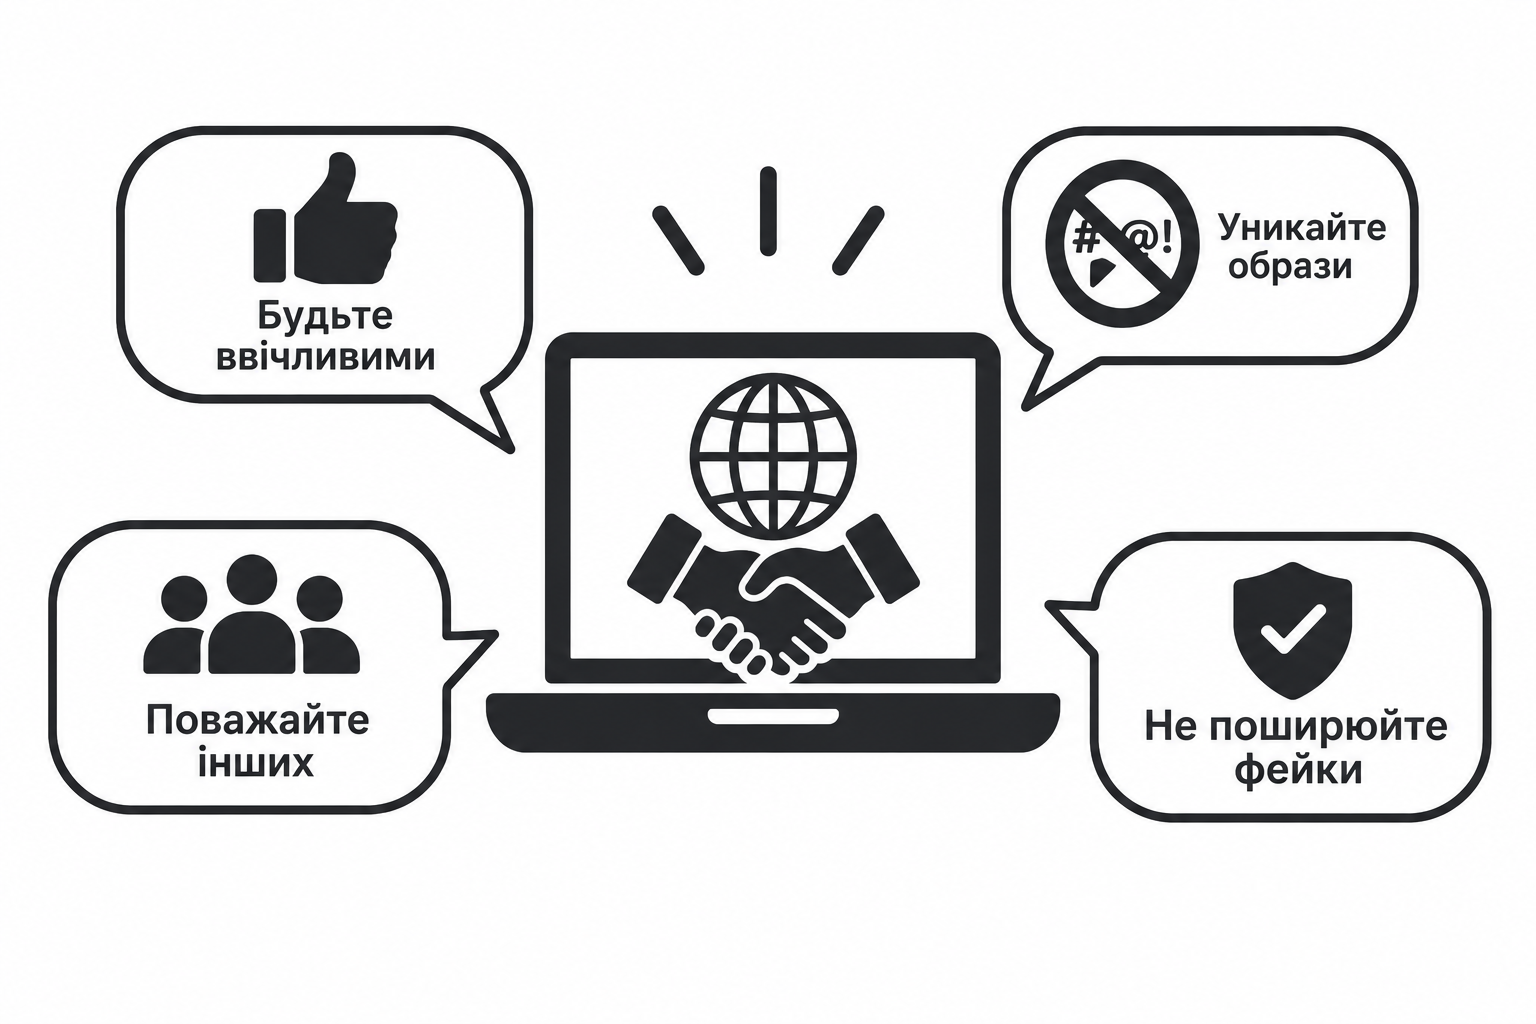 Будьте
ввічливими
#@!
Уникайте
образи
Поважайте
інших
Не поширюйте
фейки